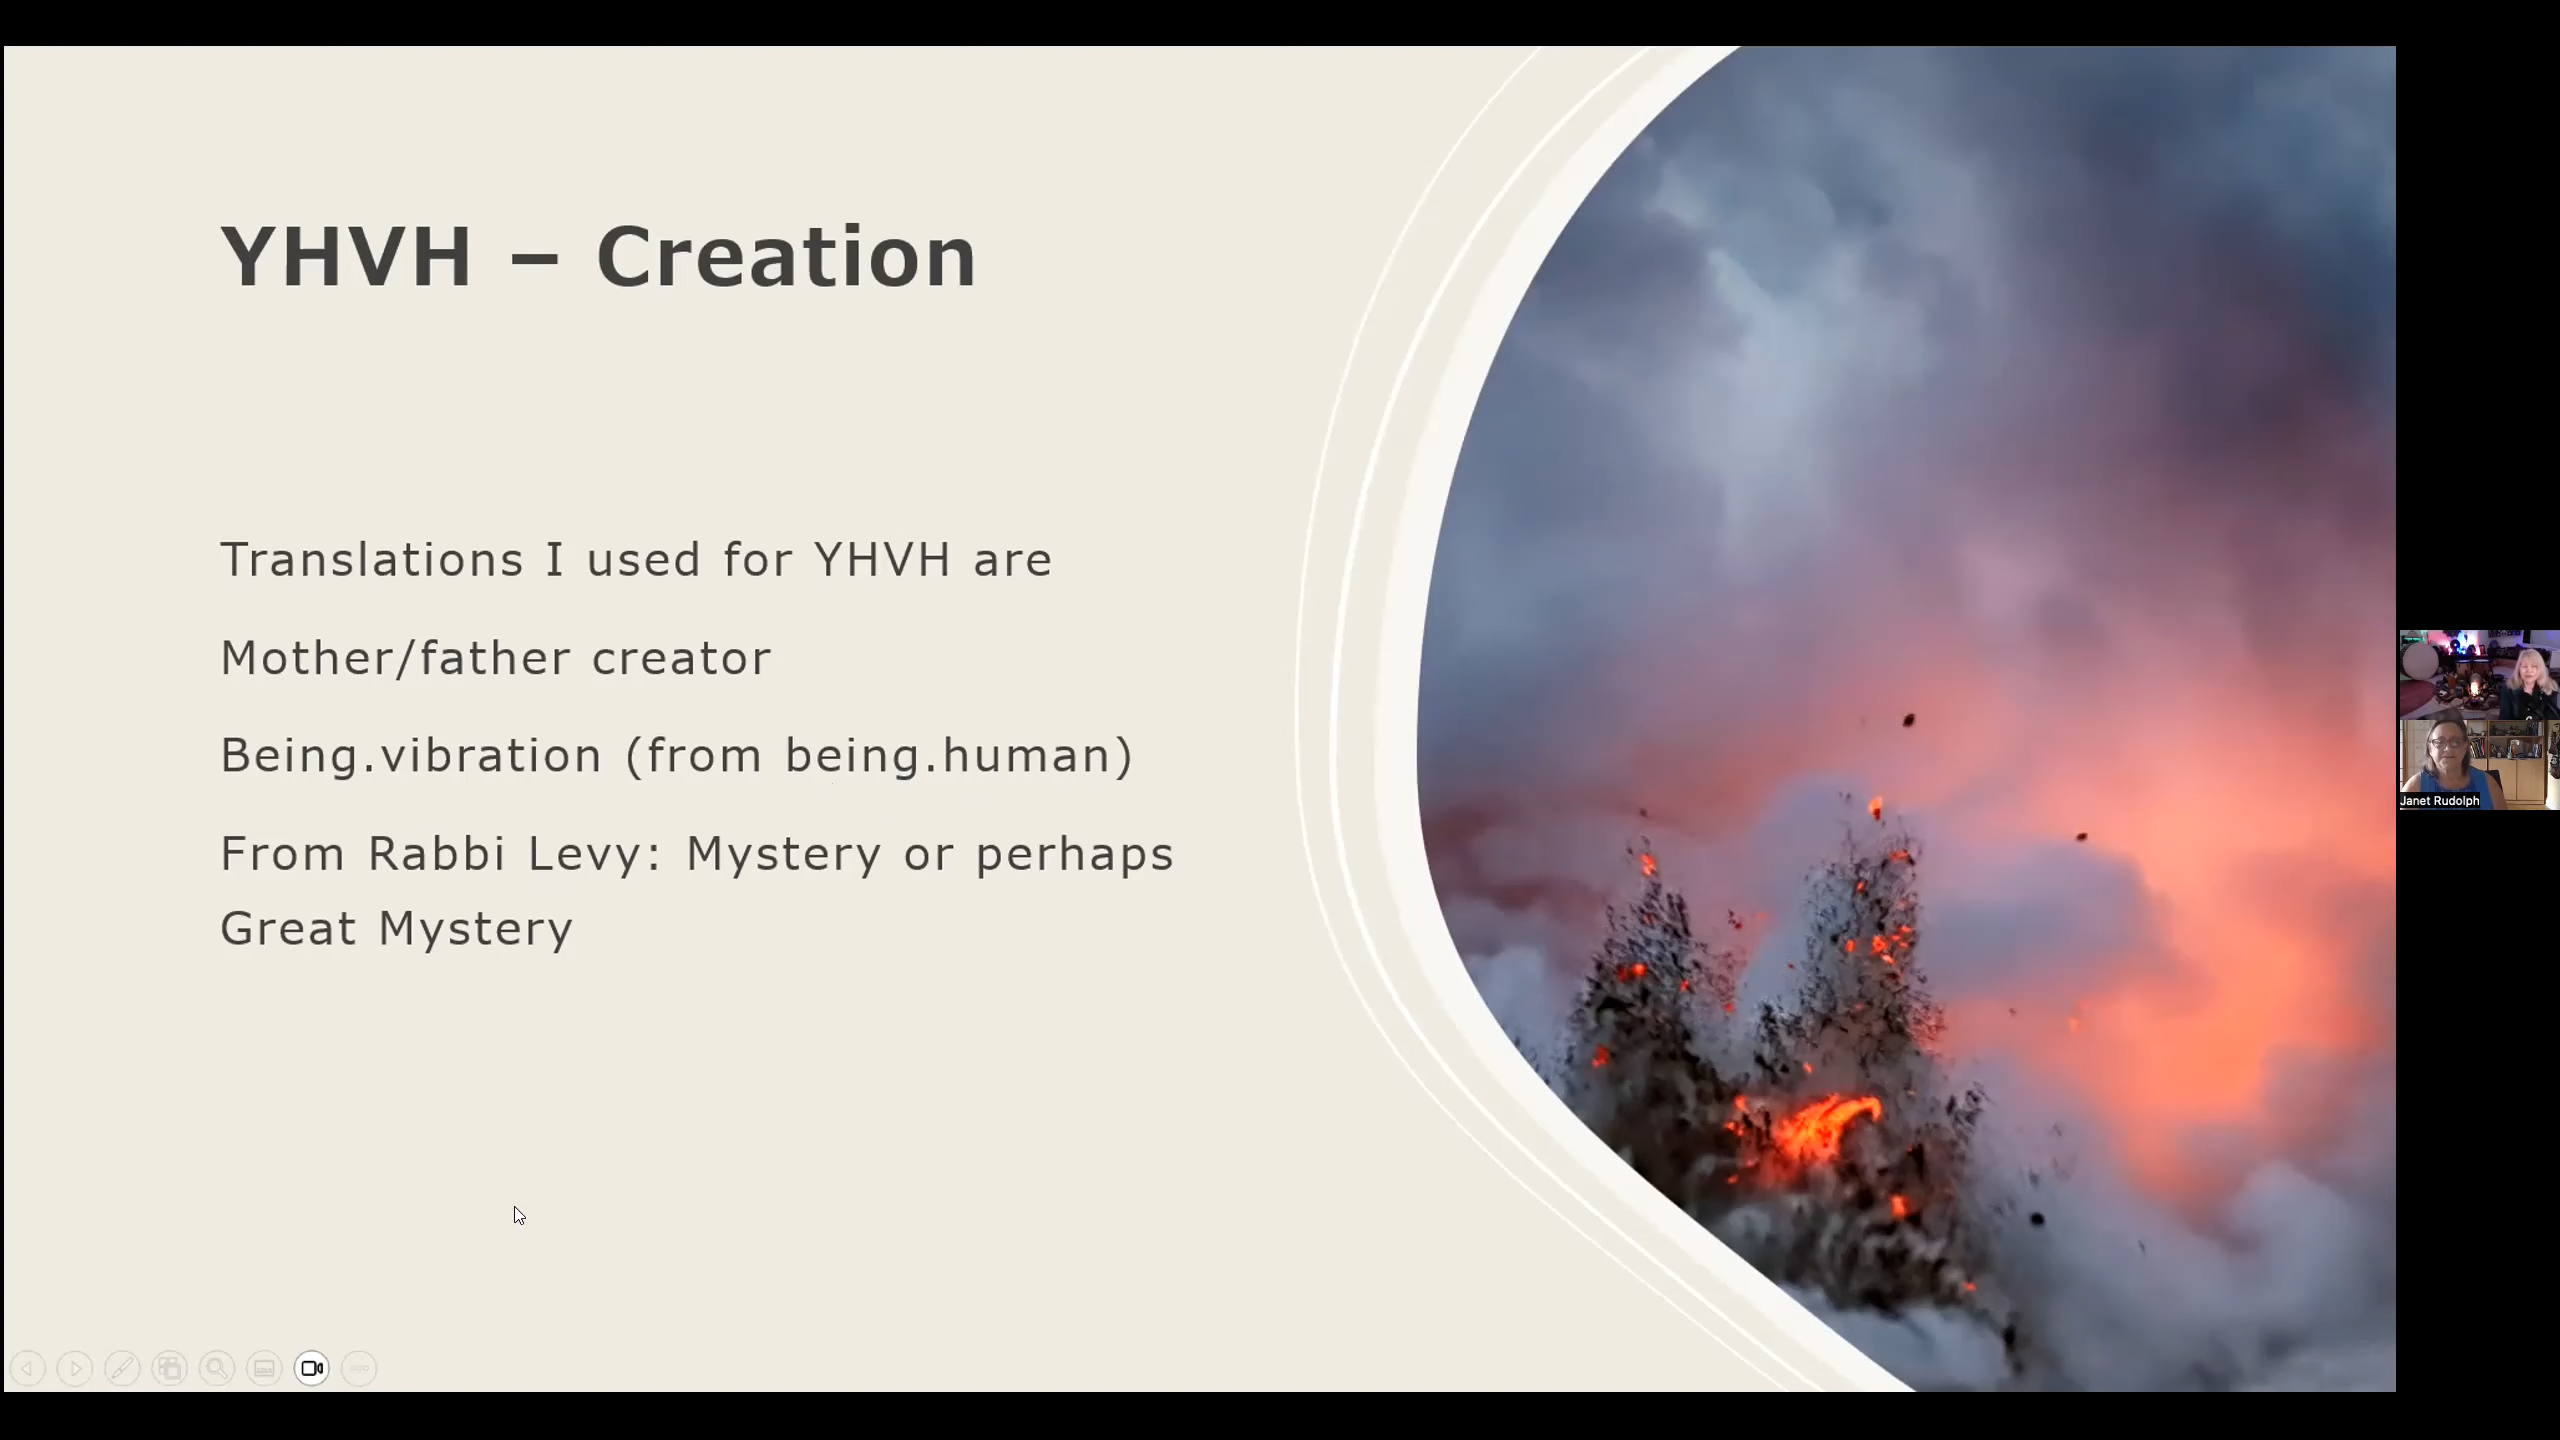 YHVH – Creation
Translations I used for YHVH are
Mother/father creator
Being.vibration (from being.human)
From Rabbi Levy: Mystery or perhaps
Great Mystery
Janet Rudolph